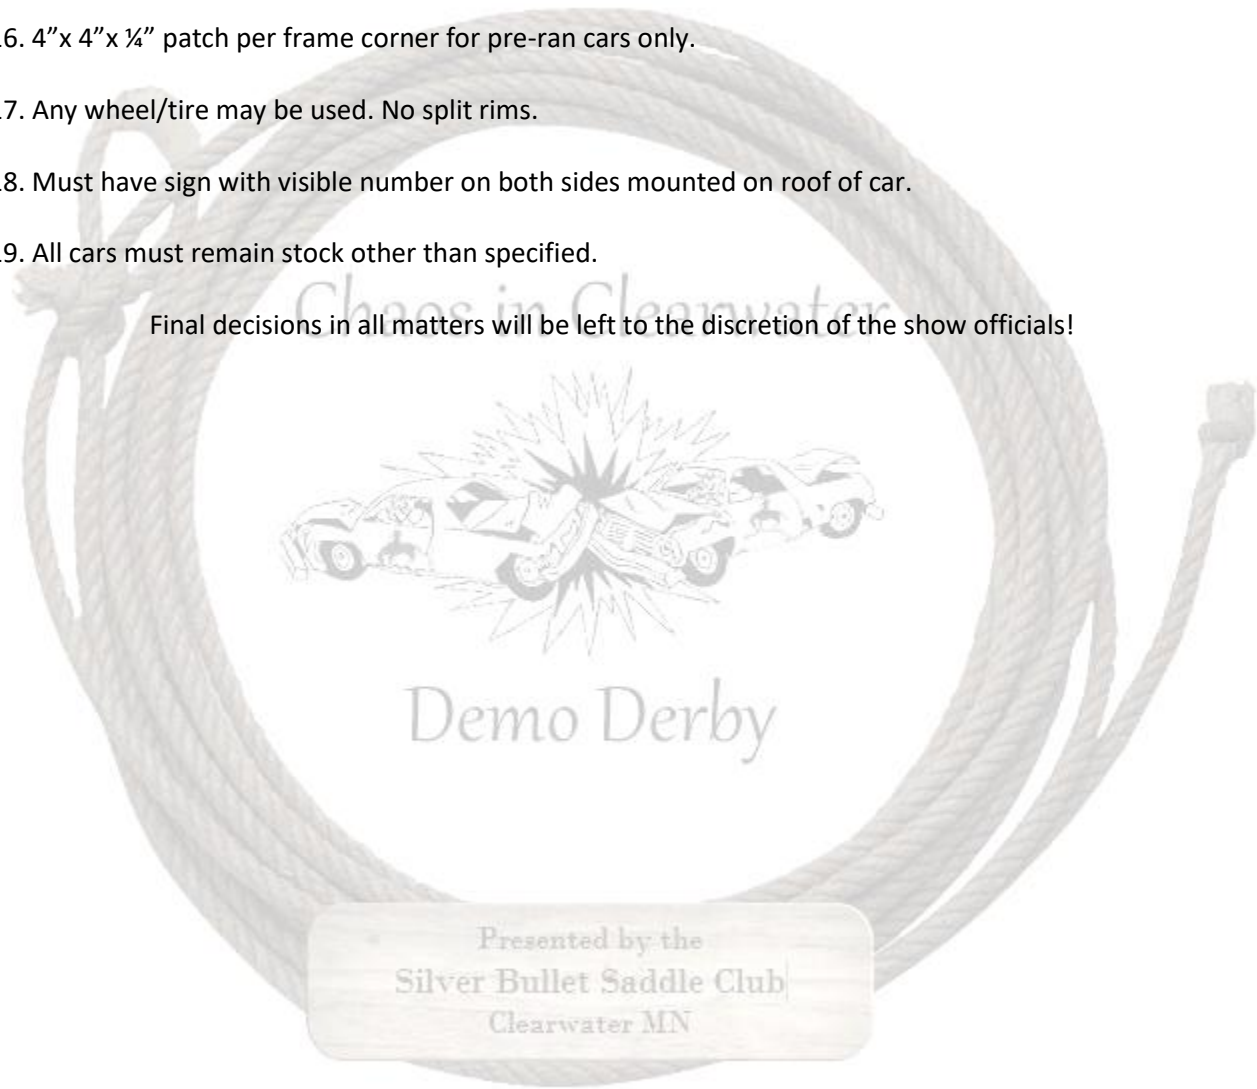 16. 4”x 4”x ¼” patch per frame corner for pre-ran cars only.
17. Any wheel/tire may be used. No split rims.
18. Must have sign with visible number on both sides mounted on roof of car.
19. All cars must remain stock other than specified.
Chaos in Clearwater
Final decisions in all matters will be left to the discretion of the show officials!
Demo Derby
Presented by the
Silver Bullet Saddle Club
Clearwater MN